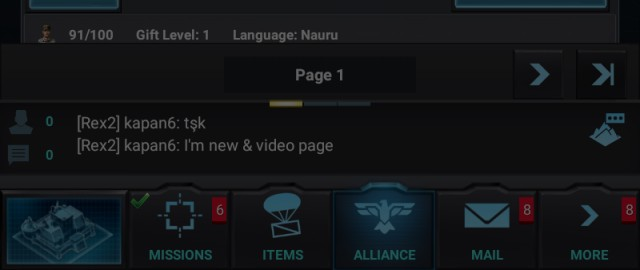 91/100 Gift Level: 1 Language: Nauru
Page 1
0 [Rex2] kapan6: tşk
0 [Rex2] kapan6: I'm new & video page
6 8 8
MISSIONS ITEMS ALLIANCE MAIL MORE